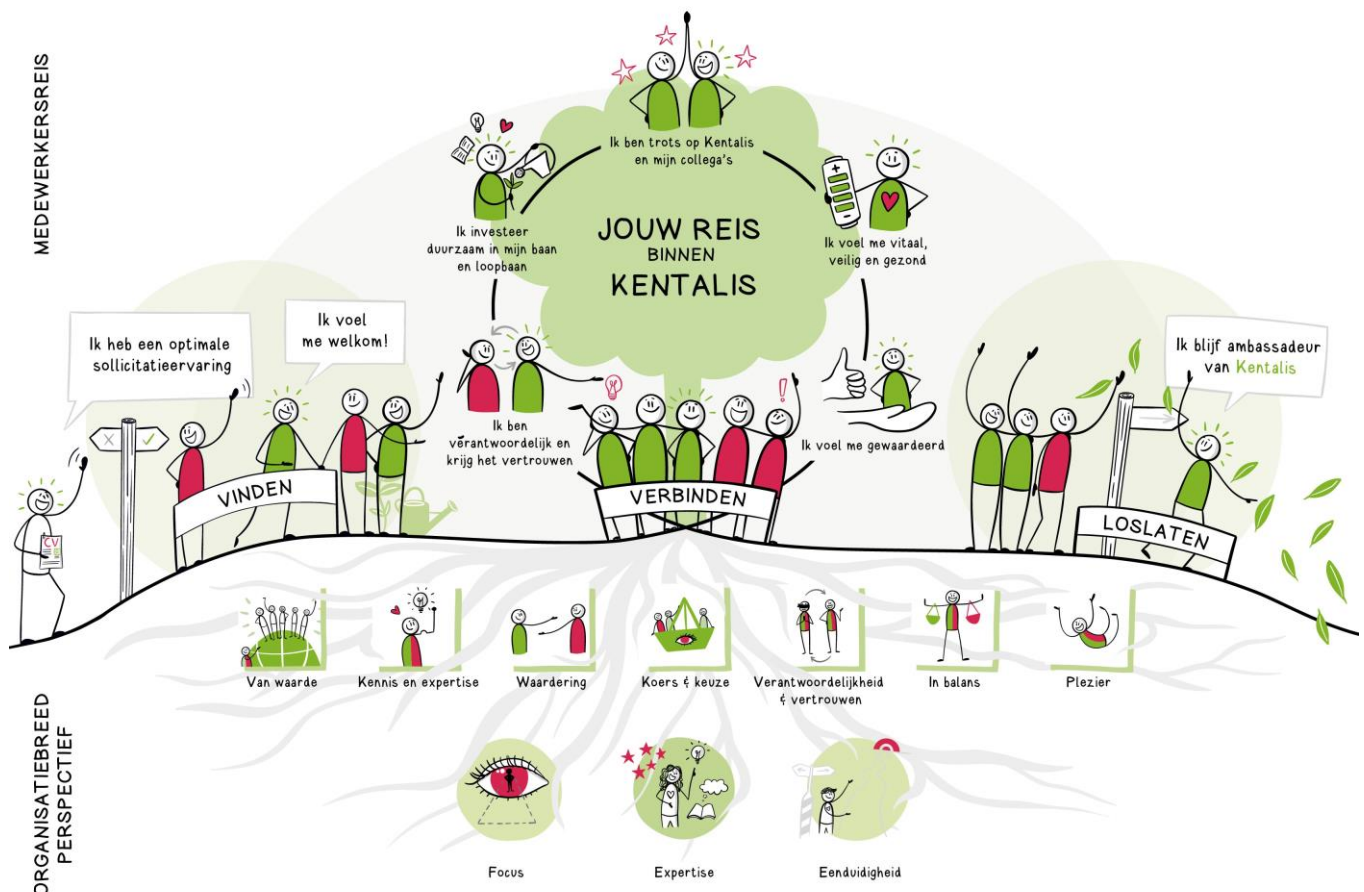 MEDEWERKERSREIS
Ik ben trots op Kentalis
en mijn collega's
Ik investeer
duurzaam in mijn baan
en loopbaan
JOUW REIS
BINNEN
KENTALIS
Ik voel me vitaal,
veilig en gezond
Ik heb een optimale
sollicitatieervaring
Ik voel
me welkom!
Ik blijf ambassadeur
van Kentalis
Ik ben
verantwoordelijk en
krijg het vertrouwen
Ik voel me gewaardeerd
CV
VINDEN
VERBINDEN
LOSLATEN
Van waarde
Kennis en expertise
Waardering
Koers & keuze
Verantwoordelijkheid
& vertrouwen
In balans
Plezier
ORGANISATIEBREED
PERSPECTIEF
Focus
Expertise
Eenduidigheid